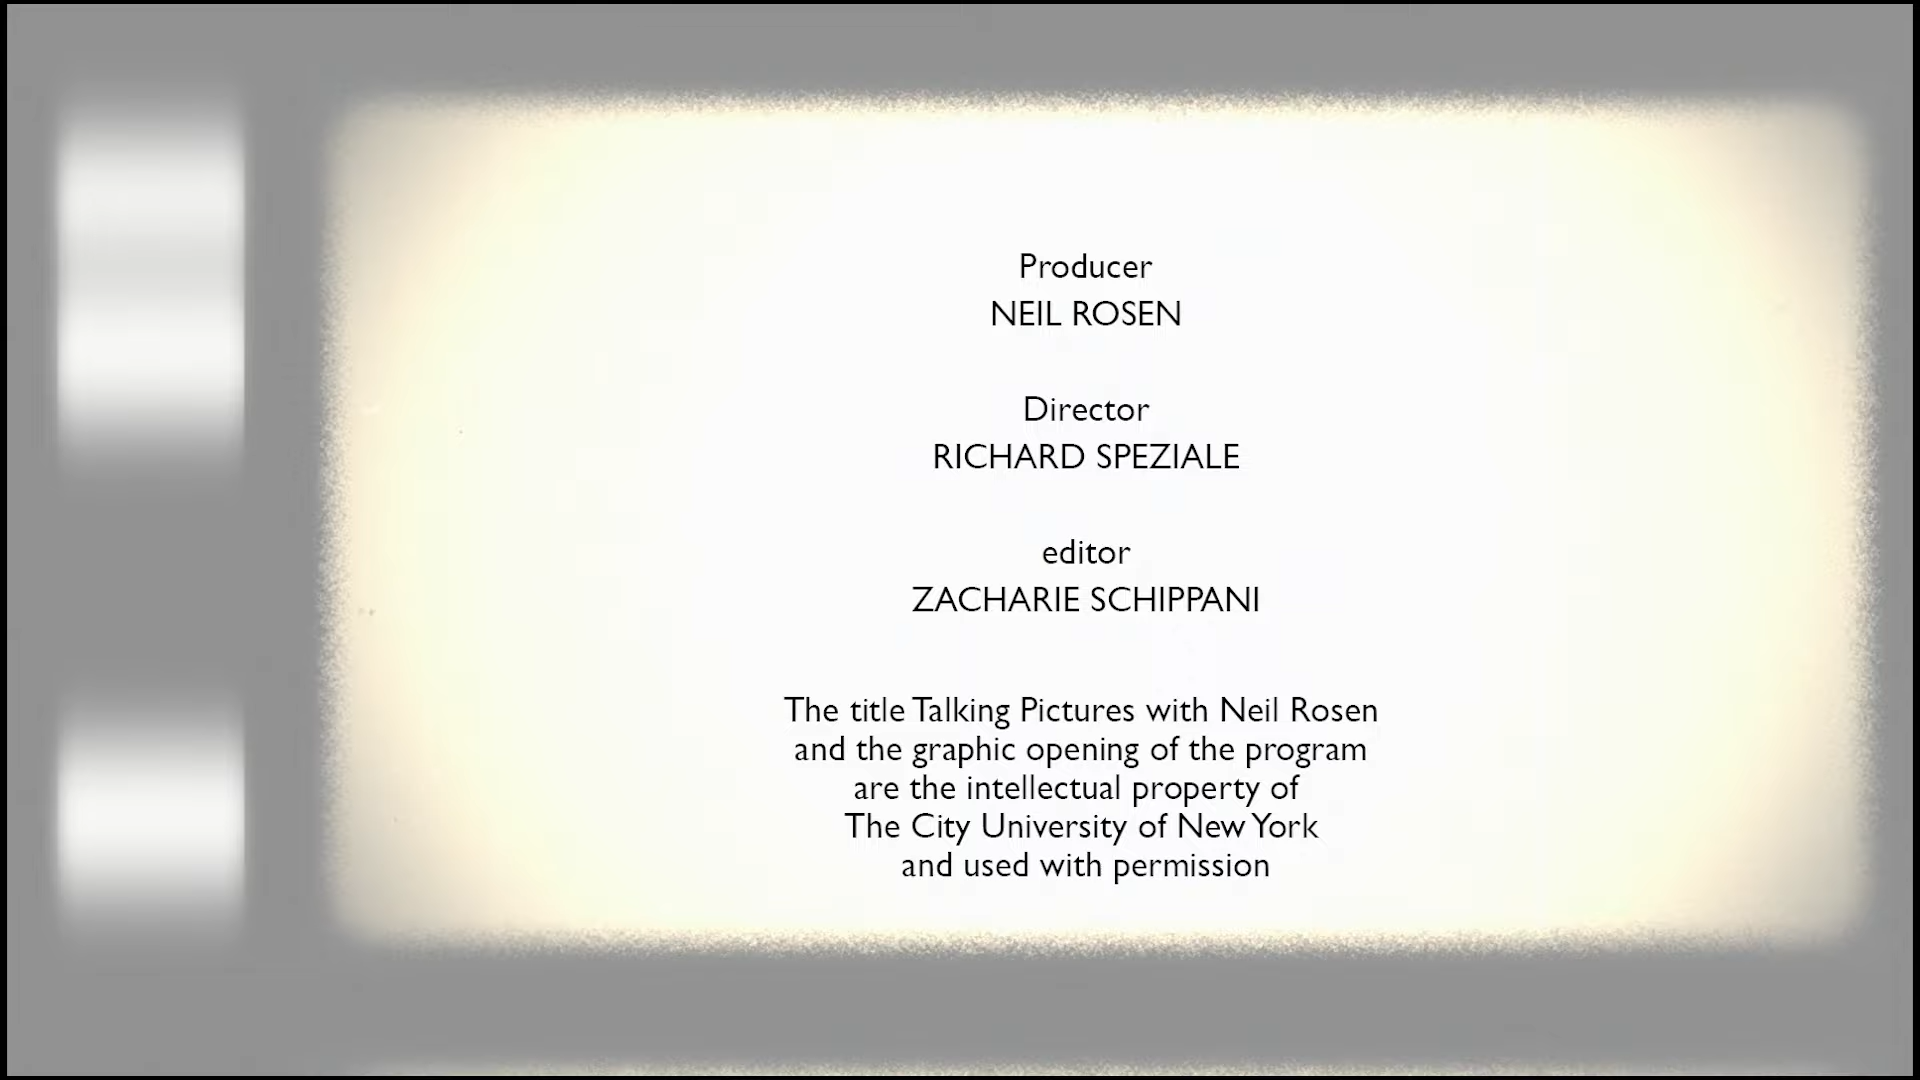 Producer
NEIL ROSEN
Director
RICHARD SPEZIALE
editor
ZACHARIE SCHIPPANI
The title Talking Pictures with Neil Rosen
and the graphic opening of the program
are the intellectual property of
The City University of New York
and used with permission